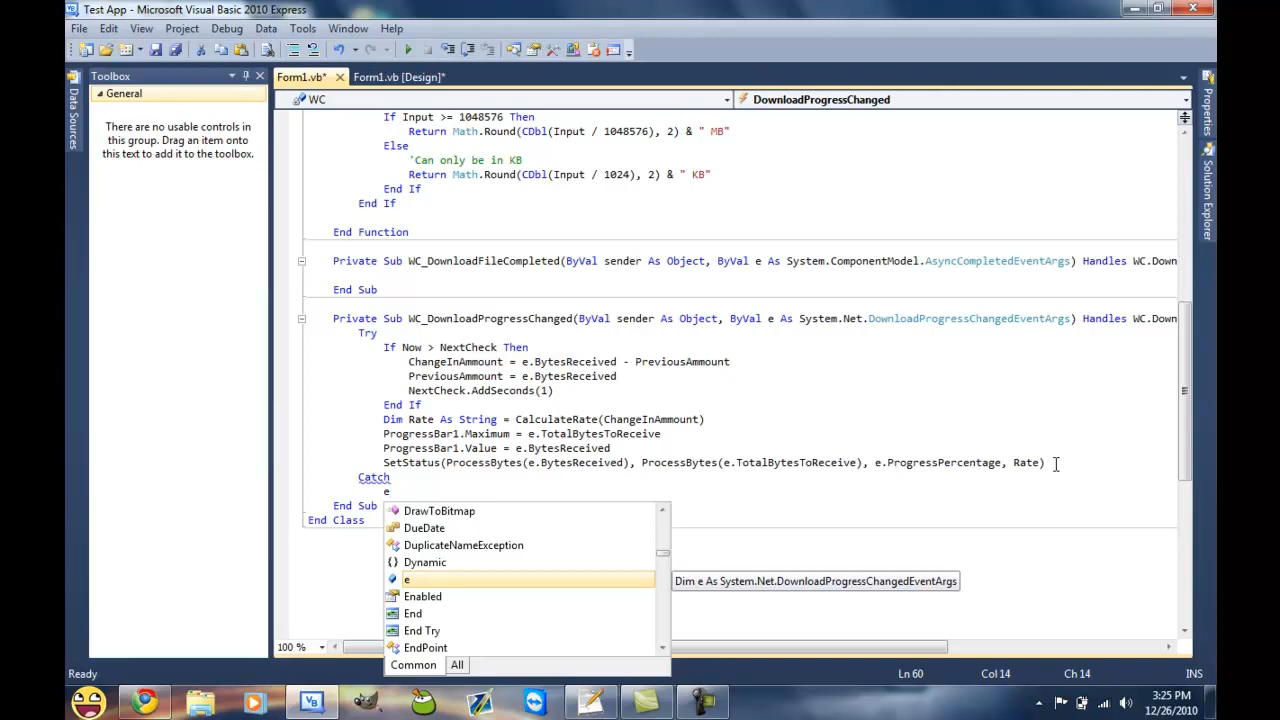 Test App - Microsoft Visual Basic 2010 Express
File Edit View Project Debug Data Tools Window Help
Toolbox
Form1.vb* Form1.vb [Design]*
General
There are no usable controls in
this group. Drag an item onto
this text to add it to the toolbox.
Data Sources
WC DownloadProgressChanged
If Input >= 1048576 Then
Return Math.Round(CDbl(Input / 1048576), 2) & " MB"
Else
'Can only be in KB
Return Math.Round(CDbl(Input / 1024), 2) & " KB"
End If
End If
End Function
Private Sub WC_DownloadFileCompleted(ByVal sender As Object, ByVal e As System.ComponentModel.AsyncCompletedEventArgs) Handles WC.Down
End Sub
Private Sub WC_DownloadProgressChanged(ByVal sender As Object, ByVal e As System.Net.DownloadProgressChangedEventArgs) Handles WC.Down
Try
If Now > NextCheck Then
ChangeInAmmount = e.BytesReceived - PreviousAmmount
PreviousAmmount = e.BytesReceived
NextCheck.AddSeconds(1)
End If
Dim Rate As String = CalculateRate(ChangeInAmmount)
ProgressBar1.Maximum = e.TotalBytesToReceive
ProgressBar1.Value = e.BytesReceived
SetStatus(ProcessBytes(e.BytesReceived), ProcessBytes(e.TotalBytesToReceive), e.ProgressPercentage, Rate)
Catch
e
End Sub
End Class
DrawToBitmap
DueDate
DuplicateNameException
Dynamic
e
Enabled
End
End Try
EndPoint
Common All
Dim e As System.Net.DownloadProgressChangedEventArgs
Properties
Solution Explorer
100 %
Ready Ln 60 Col 14 Ch 14 INS
VB
3:25 PM
12/26/2010